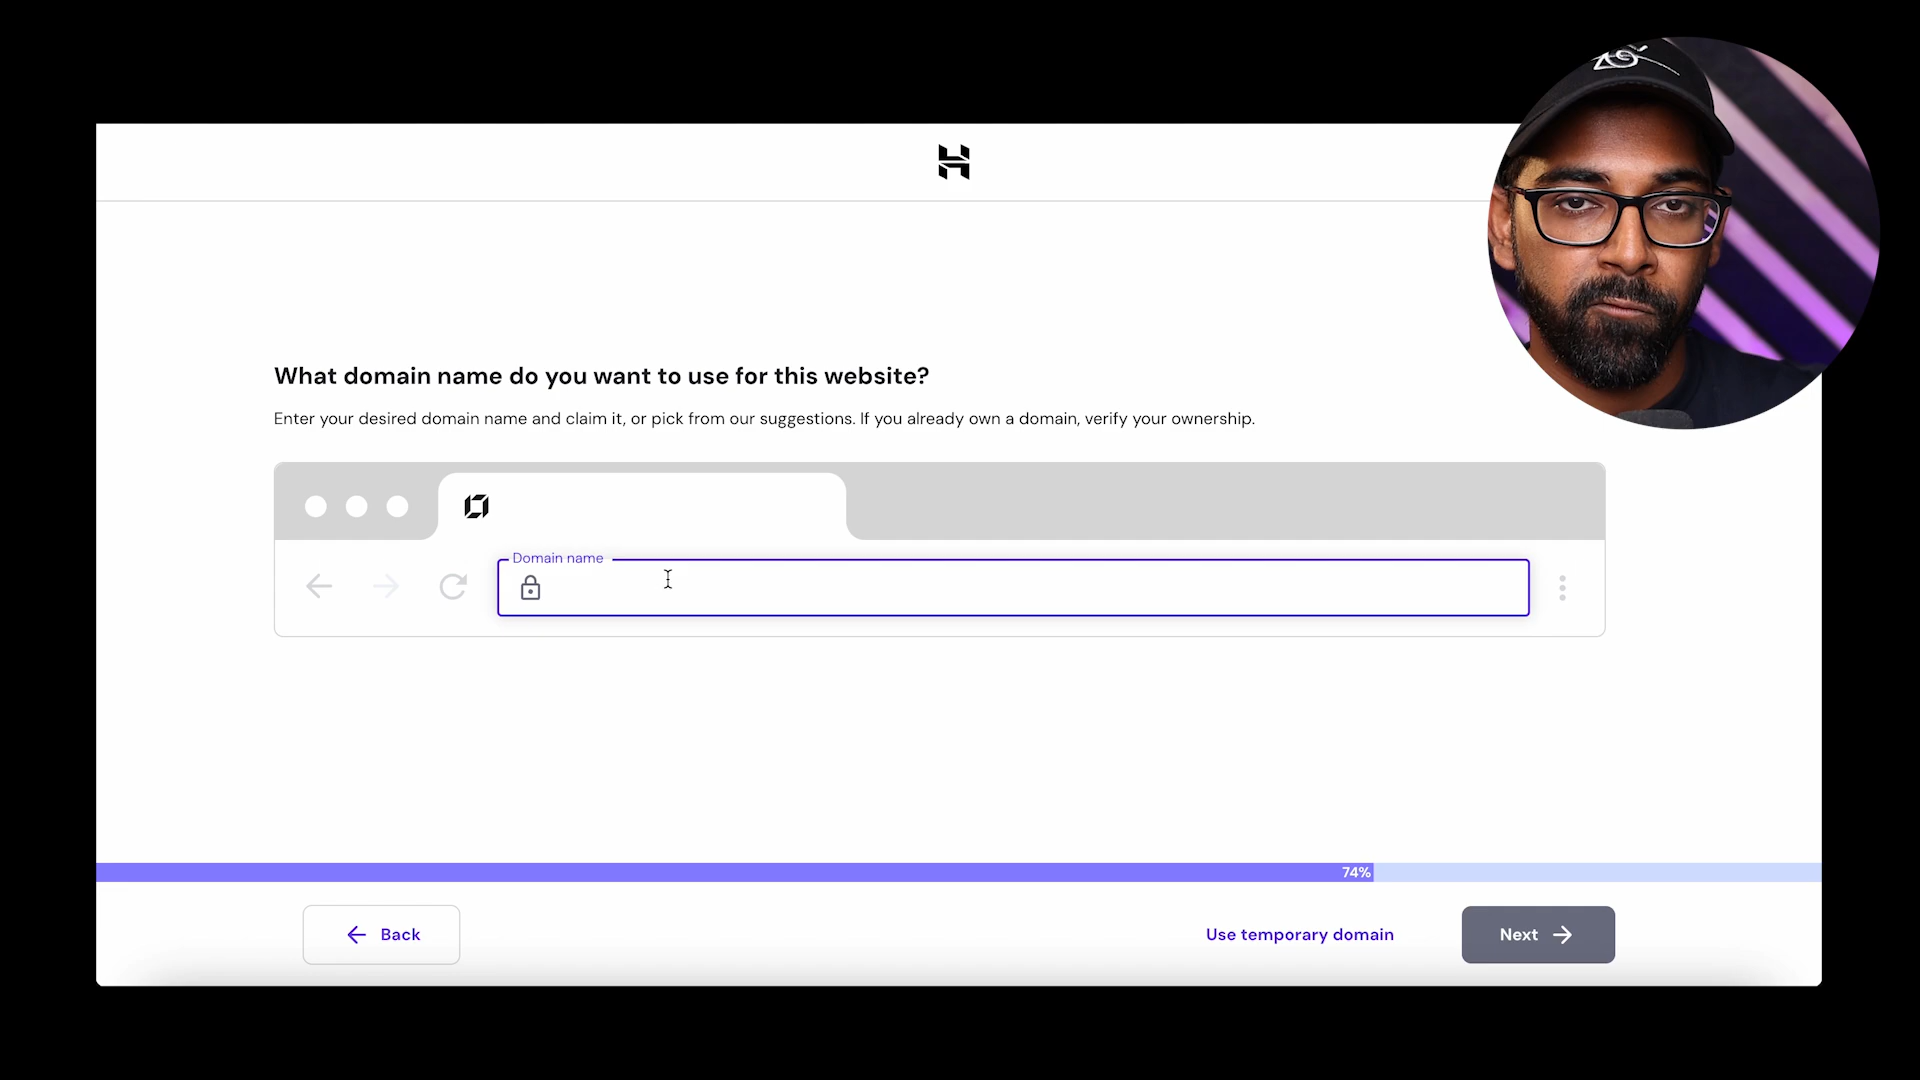 What domain name do you want to use for this website?
Enter your desired domain name and claim it, or pick from our suggestions. If you already own a domain, verify your ownership.
Domain name
74%
Back
Use temporary domain
Next